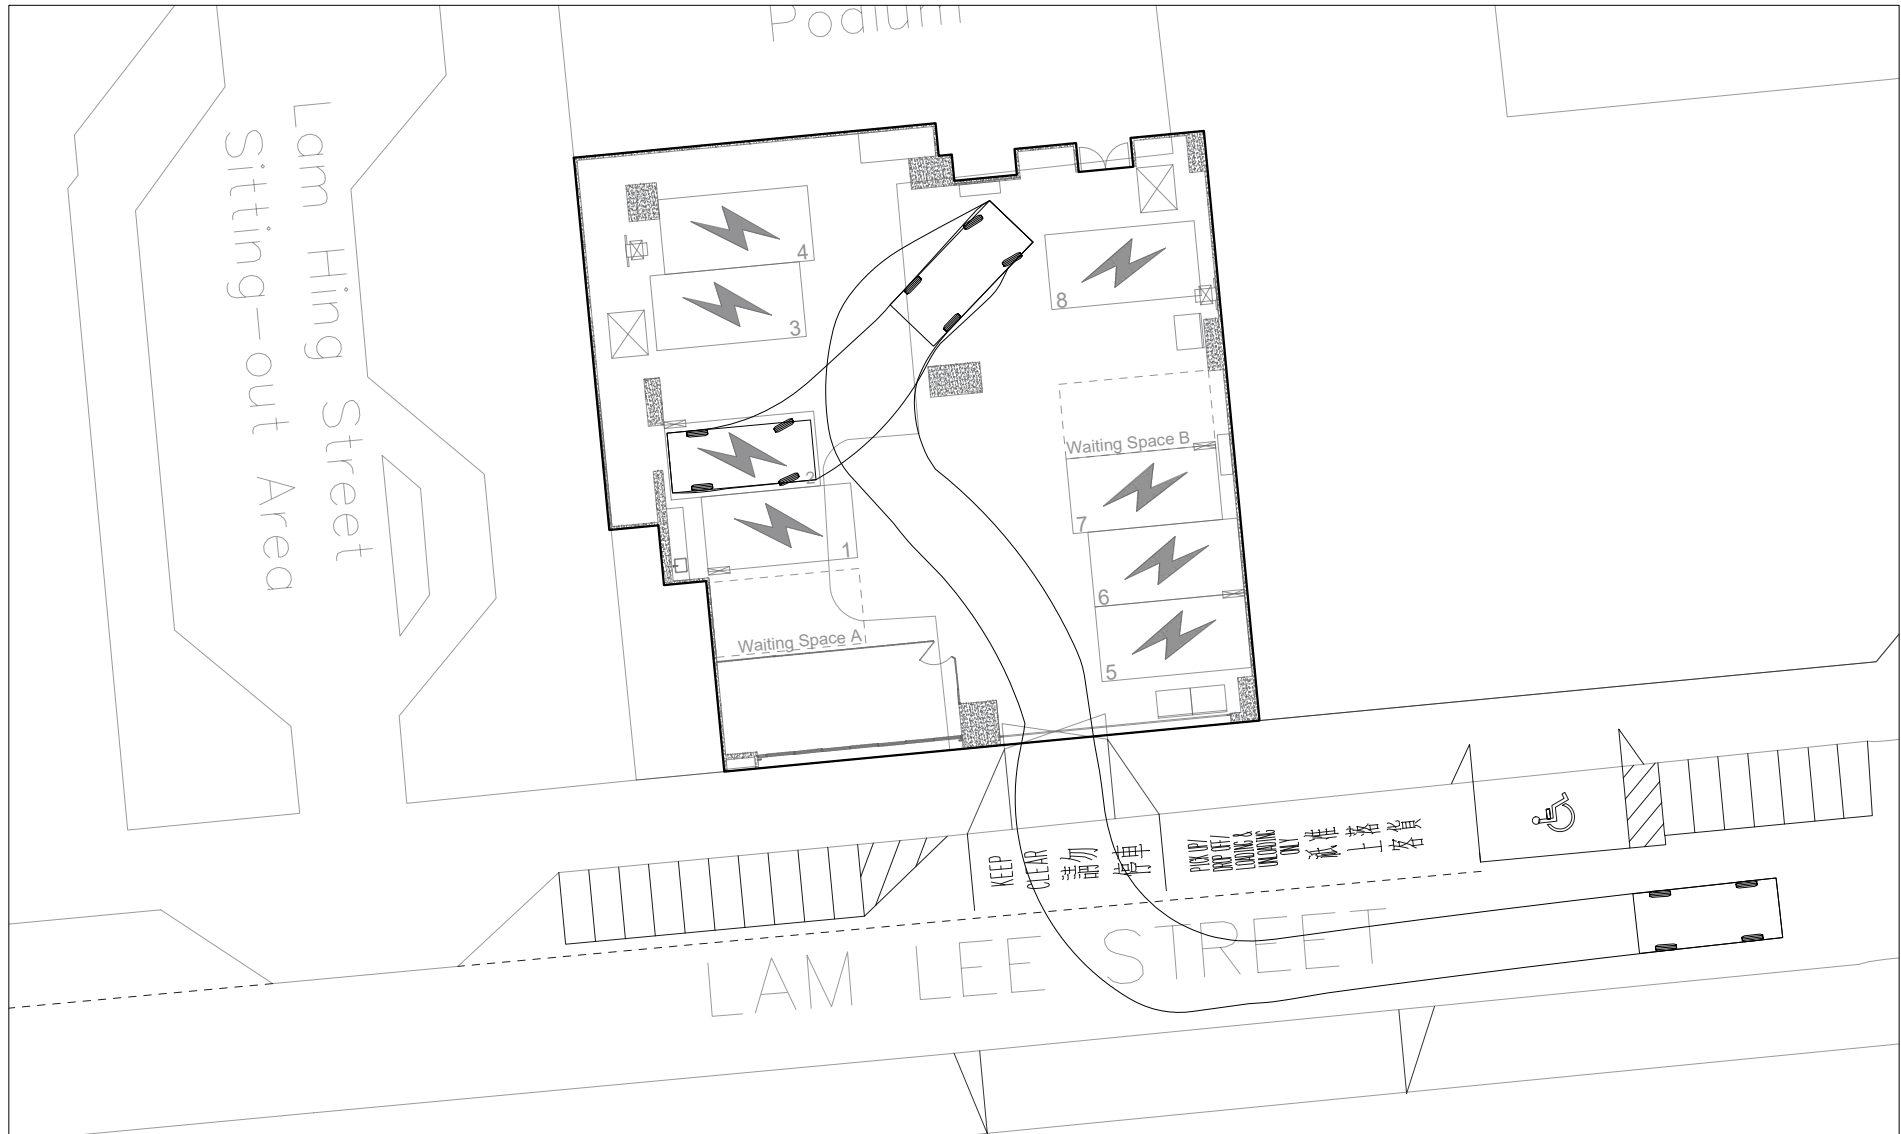 Podium
Lam Hing Street
Sitting-out Area
4
3
2
1
8
Waiting Space B
7
6
5
Waiting Space A
KEEP
CLEAR
請勿
停車
PICK UP/
DROP OFF/
LOADING &
UNLOADING
ONLY
祇准
上落
客貨
LAM LEE STREET